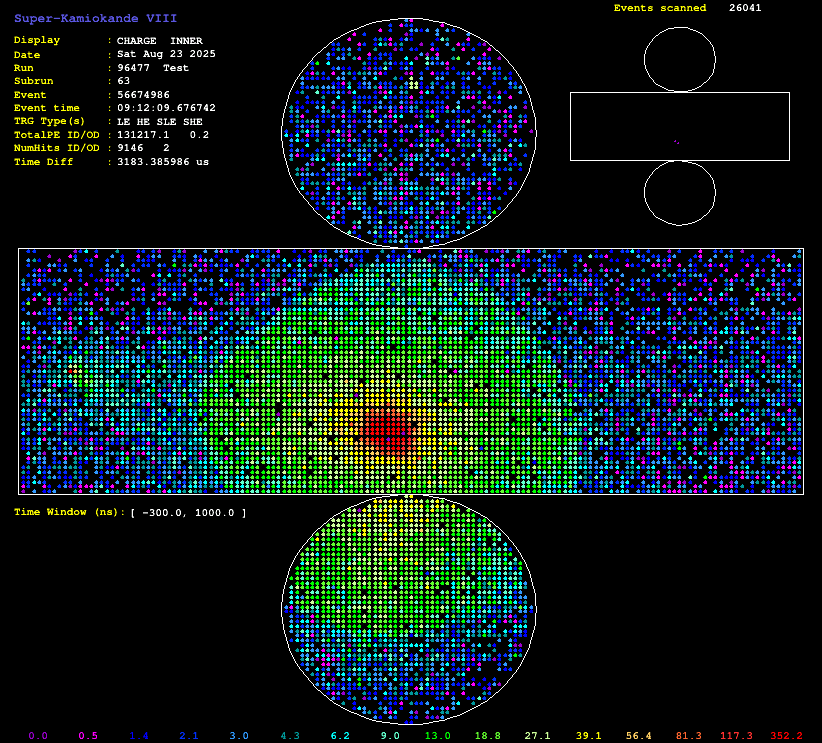 Super-Kamiokande VIII
Events scanned 26041
Display : CHARGE INNER
Date : Sat Aug 23 2025
Run : 96477 Test
Subrun : 63
Event : 56674986
Event time : 09:12:09.676742
TRG Type(s) : LE HE SLE SHE
TotalPE ID/OD : 131217.1 0.2
NumHits ID/OD : 9146 2
Time Diff : 3183.385986 us
Time Window (ns): [ -300.0, 1000.0 ]
0.0 0.5 1.4 2.1 3.0 4.3 6.2 9.0 13.0 18.8 27.1 39.1 56.4 81.3 117.3 352.2